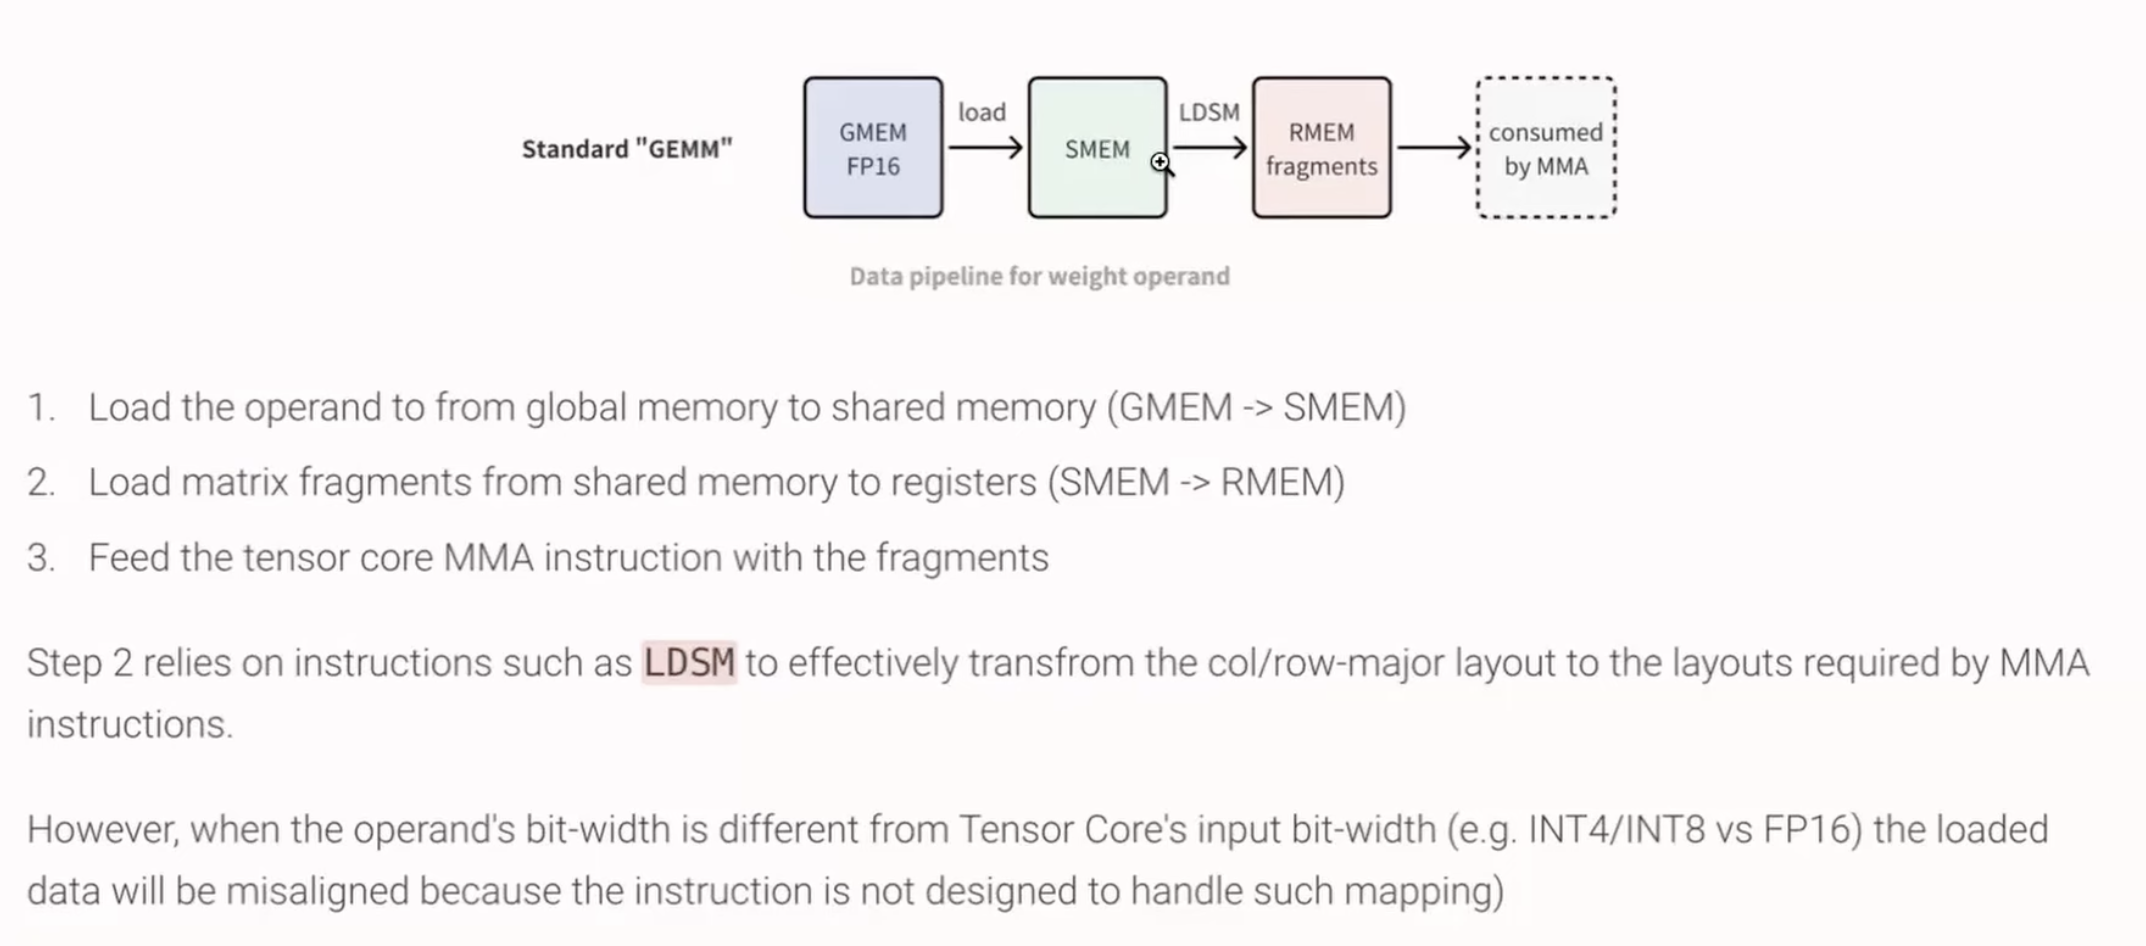 Standard "GEMM"
GMEM
FP16
load
SMEM
LDSM
RMEM
fragments
consumed
by MMA
Data pipeline for weight operand
1. Load the operand to from global memory to shared memory (GMEM -> SMEM)
2. Load matrix fragments from shared memory to registers (SMEM -> RMEM)
3. Feed the tensor core MMA instruction with the fragments
Step 2 relies on instructions such as LDSM to effectively transfrom the col/row-major layout to the layouts required by MMA
instructions.
However, when the operand's bit-width is different from Tensor Core's input bit-width (e.g. INT4/INT8 vs FP16) the loaded
data will be misaligned because the instruction is not designed to handle such mapping)